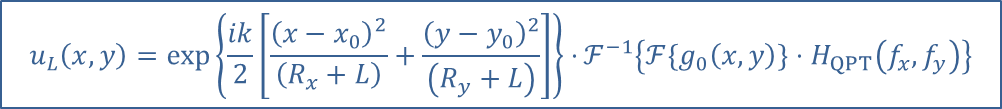 u_L(x, y) = exp{ik/2 [(x − x_0)^2/(R_x + L) + (y − y_0)^2/(R_y + L)]} · ℱ^{−1}{ℱ{g_0(x, y)} · H_QPT(f_x, f_y)}